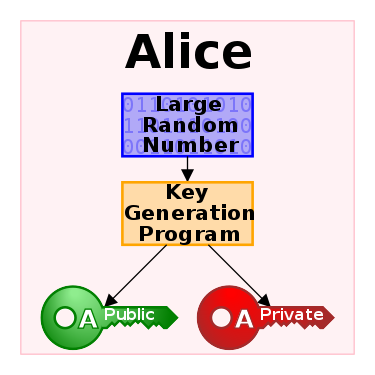 Alice
Large
Random
Number
Key
Generation
Program
A Public
A Private